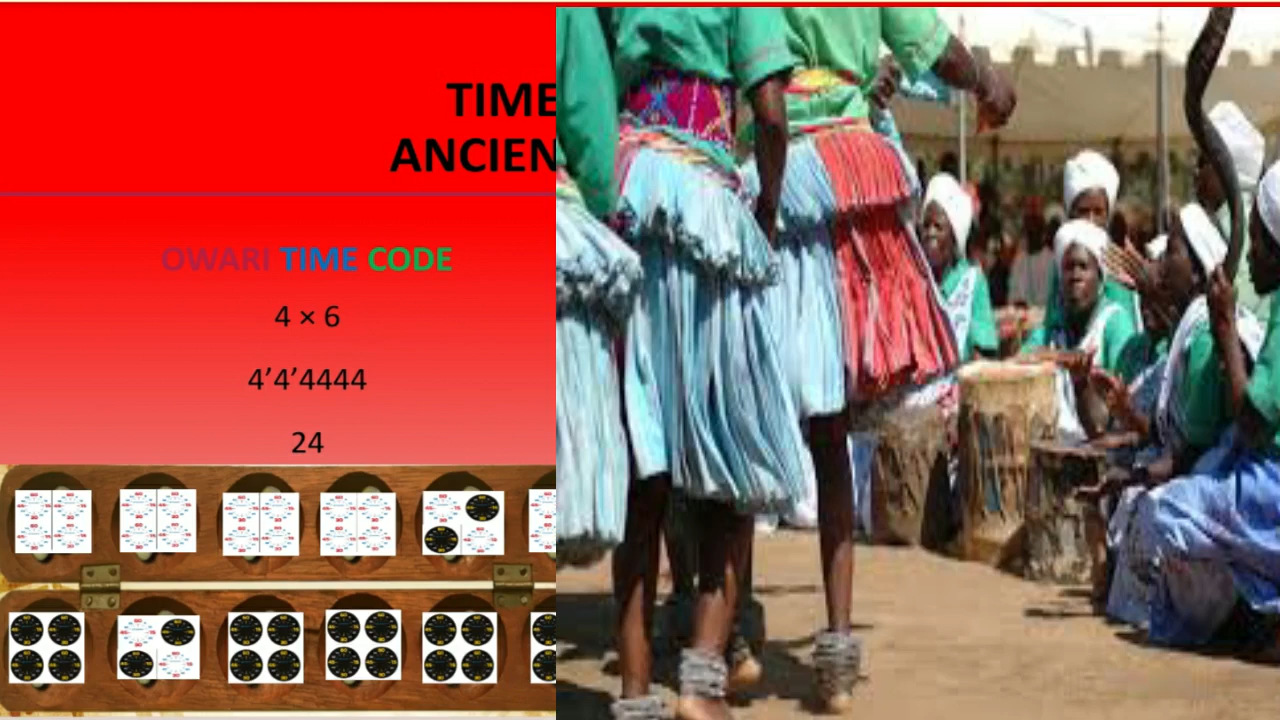 TIME
ANCIEN
OWARI TIME CODE
4 × 6
4’4’4444
24